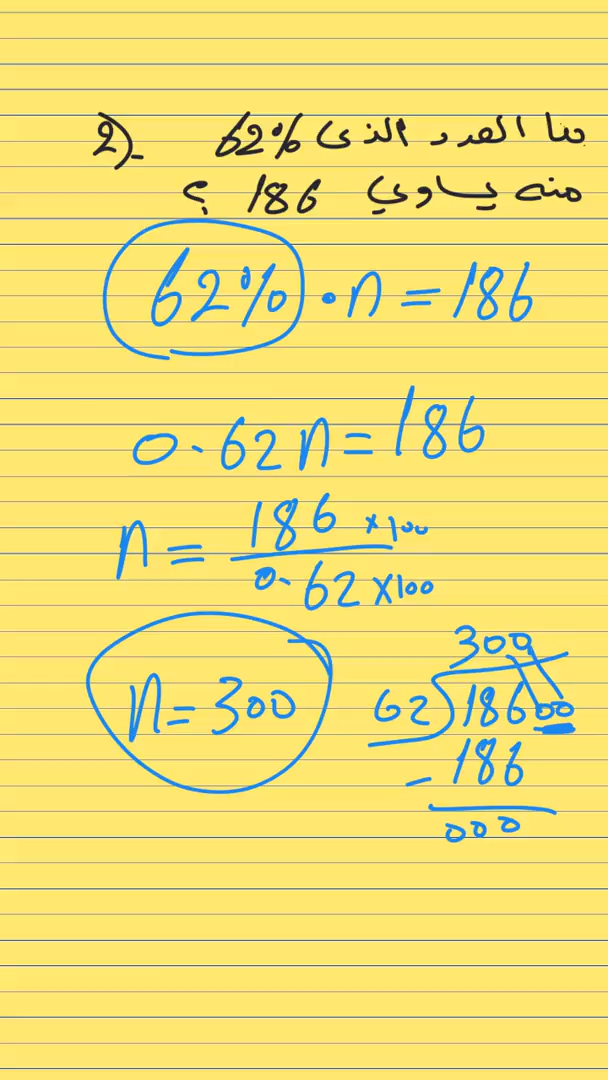 2)- ما العدد الذي 62%
منه يساوي 186 ؟
62% · n = 186
0.62 n = 186
n = 186 ×100 / 0.62 ×100
n = 300
300
62)18600
- 186
000